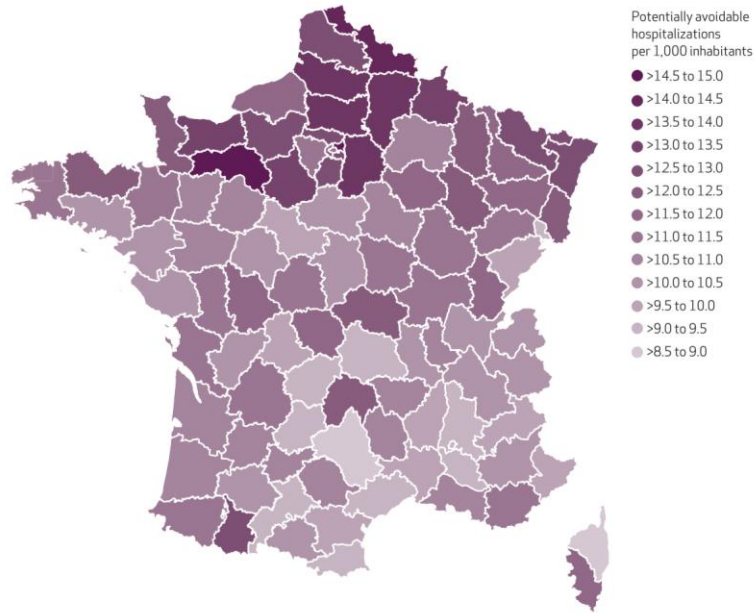 Potentially avoidable
hospitalizations
per 1,000 inhabitants
>14.5 to 15.0
>14.0 to 14.5
>13.5 to 14.0
>13.0 to 13.5
>12.5 to 13.0
>12.0 to 12.5
>11.5 to 12.0
>11.0 to 11.5
>10.5 to 11.0
>10.0 to 10.5
>9.5 to 10.0
>9.0 to 9.5
>8.5 to 9.0